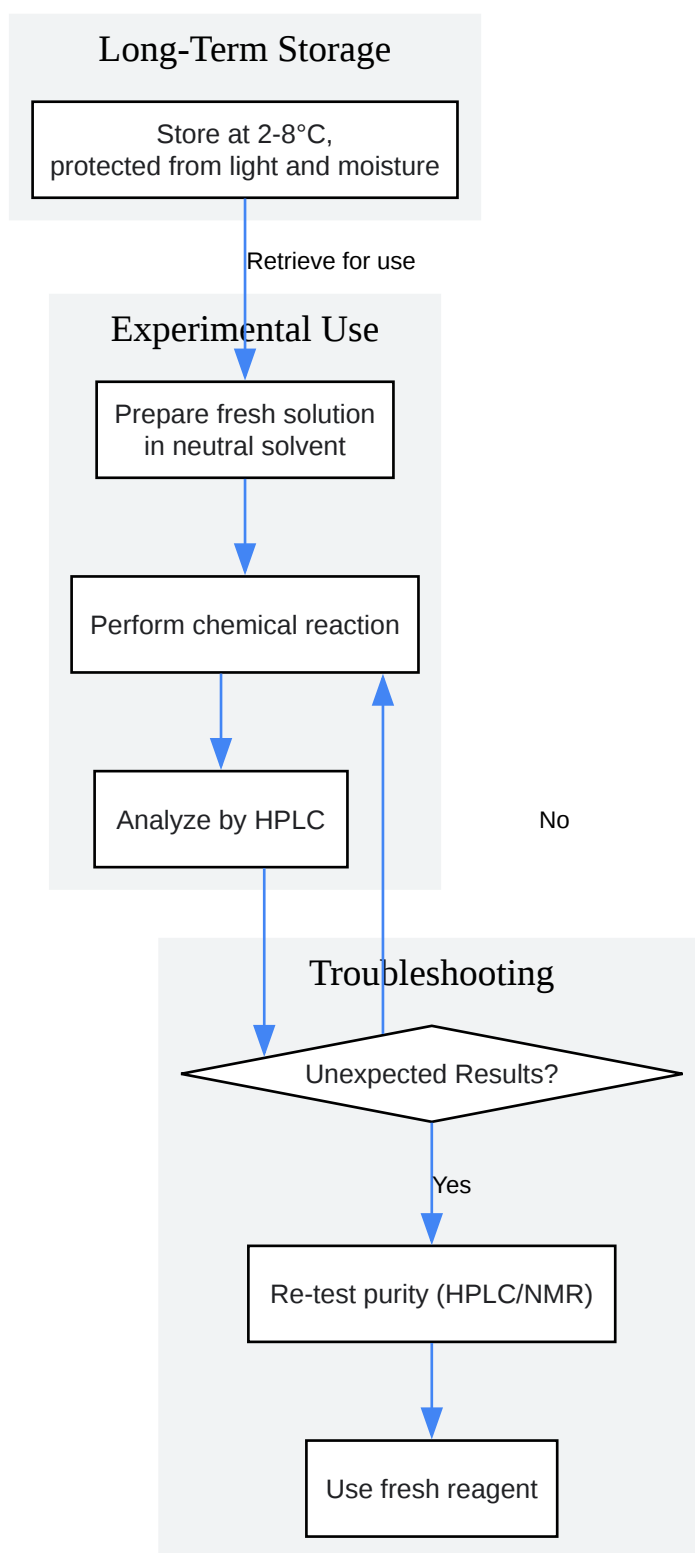 Long-Term Storage
Store at 2-8°C,
protected from light and moisture
Retrieve for use
Experimental Use
Prepare fresh solution
in neutral solvent
Perform chemical reaction
Analyze by HPLC
No
Troubleshooting
Unexpected Results?
Yes
Re-test purity (HPLC/NMR)
Use fresh reagent